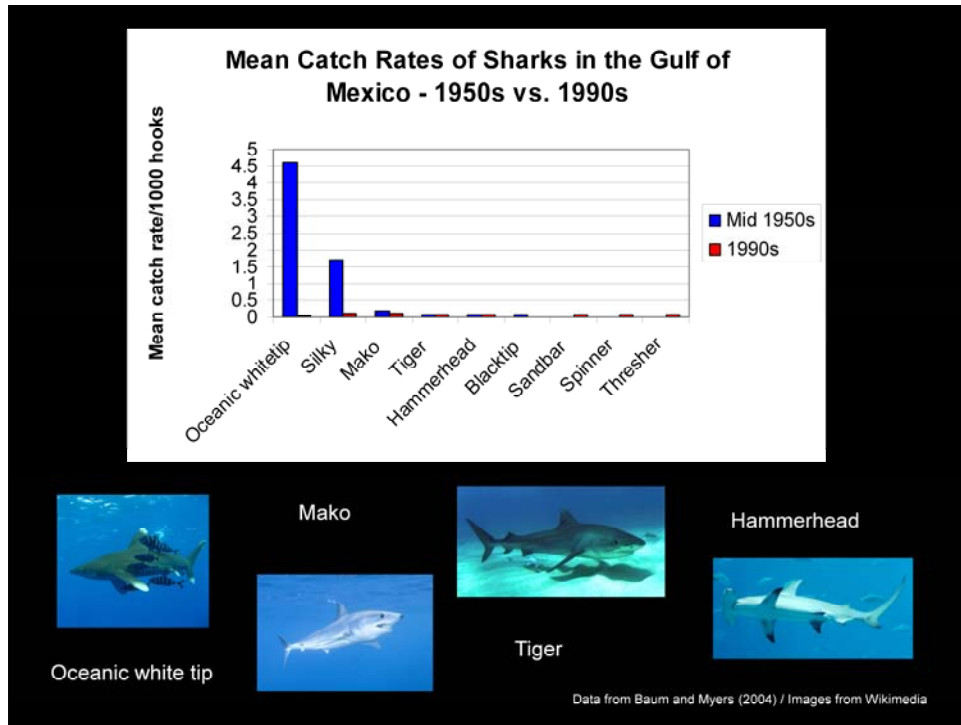 Mean Catch Rates of Sharks in the Gulf of
Mexico - 1950s vs. 1990s
Mean catch rate/1000 hooks
5
4.5
4
3.5
3
2.5
2
1.5
1
0.5
0
Oceanic whitetip
Silky
Mako
Tiger
Hammerhead
Blacktip
Sandbar
Spinner
Thresher
Mid 1950s
1990s
Mako
Hammerhead
Oceanic white tip
Tiger
Data from Baum and Myers (2004) / Images from Wikimedia